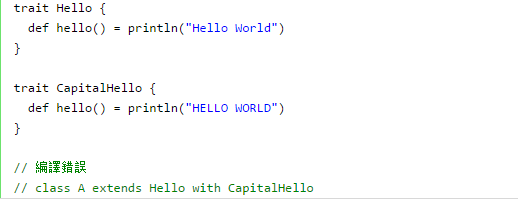 trait Hello {
  def hello() = println("Hello World")
}
trait CapitalHello {
  def hello() = println("HELLO WORLD")
}
// 編譯錯誤
// class A extends Hello with CapitalHello